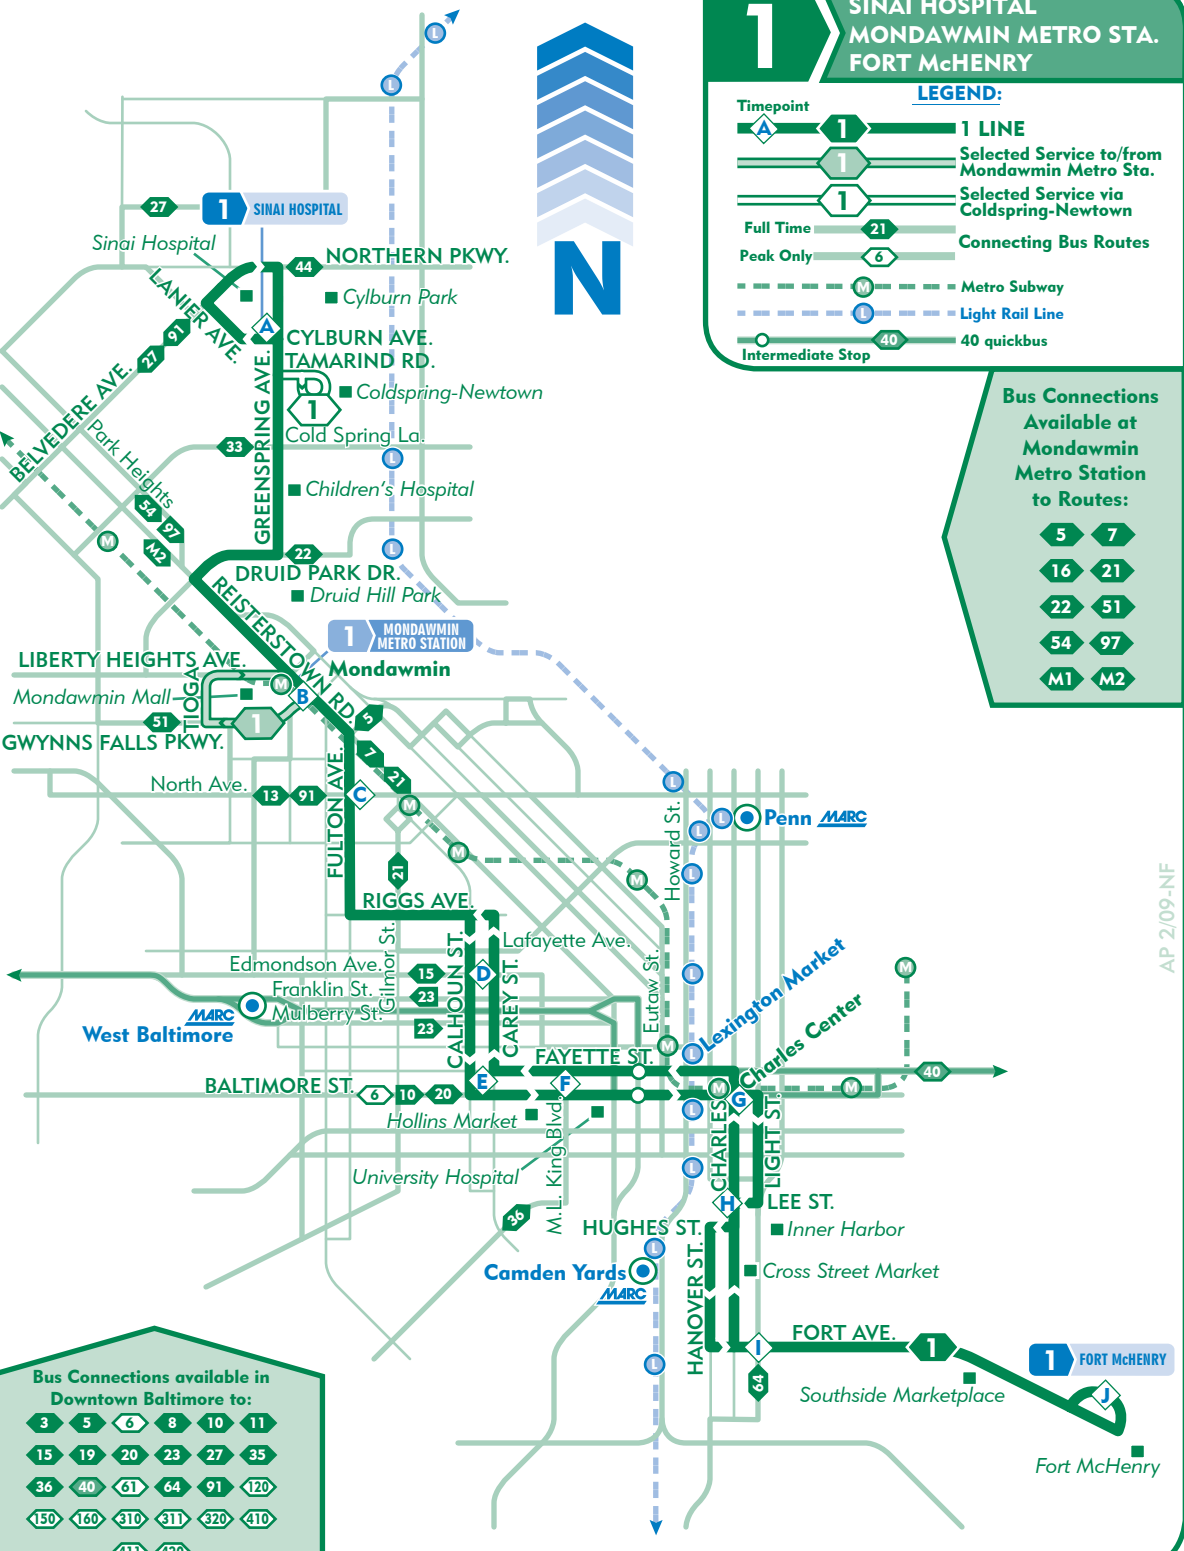 1
SINAI HOSPITAL
MONDAWMIN METRO STA.
FORT McHENRY
LEGEND:
Timepoint
A
1
1 LINE
1
Selected Service to/from
Mondawmin Metro Sta.
1
Selected Service via
Coldspring-Newtown
Full Time
21
Peak Only
6
Connecting Bus Routes
M
Metro Subway
L
Light Rail Line
40
40 quickbus
Intermediate Stop
Bus Connections
Available at
Mondawmin
Metro Station
to Routes:
5 7
16 21
22 51
54 97
M1 M2
N
L
L
27
1 SINAI HOSPITAL
Sinai Hospital
44
NORTHERN PKWY.
LANIER AVE.
Cylburn Park
A
91
27
CYLBURN AVE.
TAMARIND RD.
BELVEDERE AVE.
Coldspring-Newtown
1
GREENSPRING AVE.
Park Heights
33
Cold Spring La.
L
Children's Hospital
54
97
M2
M
22
L
DRUID PARK DR.
Druid Hill Park
REISTERSTOWN RD.
1 MONDAWMIN
METRO STATION
LIBERTY HEIGHTS AVE.
Mondawmin
M
Mondawmin Mall
B
TIOGA
51
1
5
GWYNNS FALLS PKWY.
7
21
North Ave.
13
91
FULTON AVE.
C
M
L
Howard St.
L
L
Penn MARC
M
21
M
L
RIGGS AVE.
Gilmor St.
Lafayette Ave.
Edmondson Ave.
15
D
Franklin St.
23
Mulberry St.
23
MARC
West Baltimore
CALHOUN ST.
CAREY ST.
Eutaw St.
L
Lexington Market
M
Charles Center
M
L
M
FAYETTE ST.
M
40
BALTIMORE ST.
6
10
20
E
F
G
Hollins Market
L
University Hospital
M.L. King Blvd.
CHARLES
LIGHT ST.
L
36
H
LEE ST.
HUGHES ST.
Inner Harbor
L
Camden Yards
MARC
HANOVER ST.
Cross Street Market
L
I
FORT AVE.
1
1 FORT McHENRY
64
Southside Marketplace
J
Fort McHenry
AP 2/09-NF
Bus Connections available in
Downtown Baltimore to:
3 5 6 8 10 11
15 19 20 23 27 35
36 40 61 64 91 120
150 160 310 311 320 410
411 420